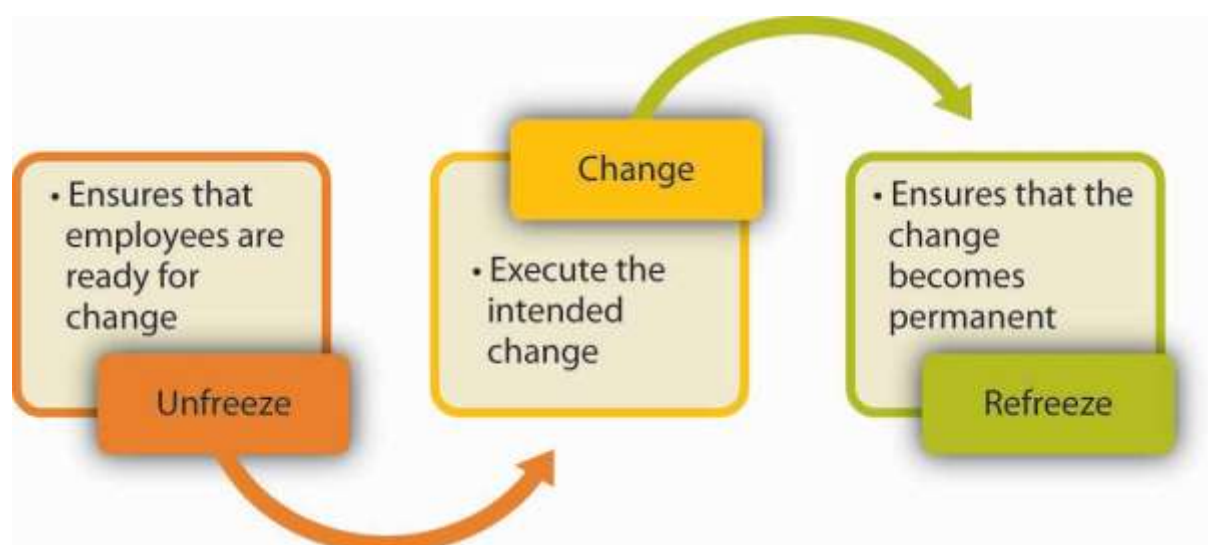 • Ensures that
employees are
ready for
change
Unfreeze
Change
• Execute the
intended
change
• Ensures that the
change
becomes
permanent
Refreeze